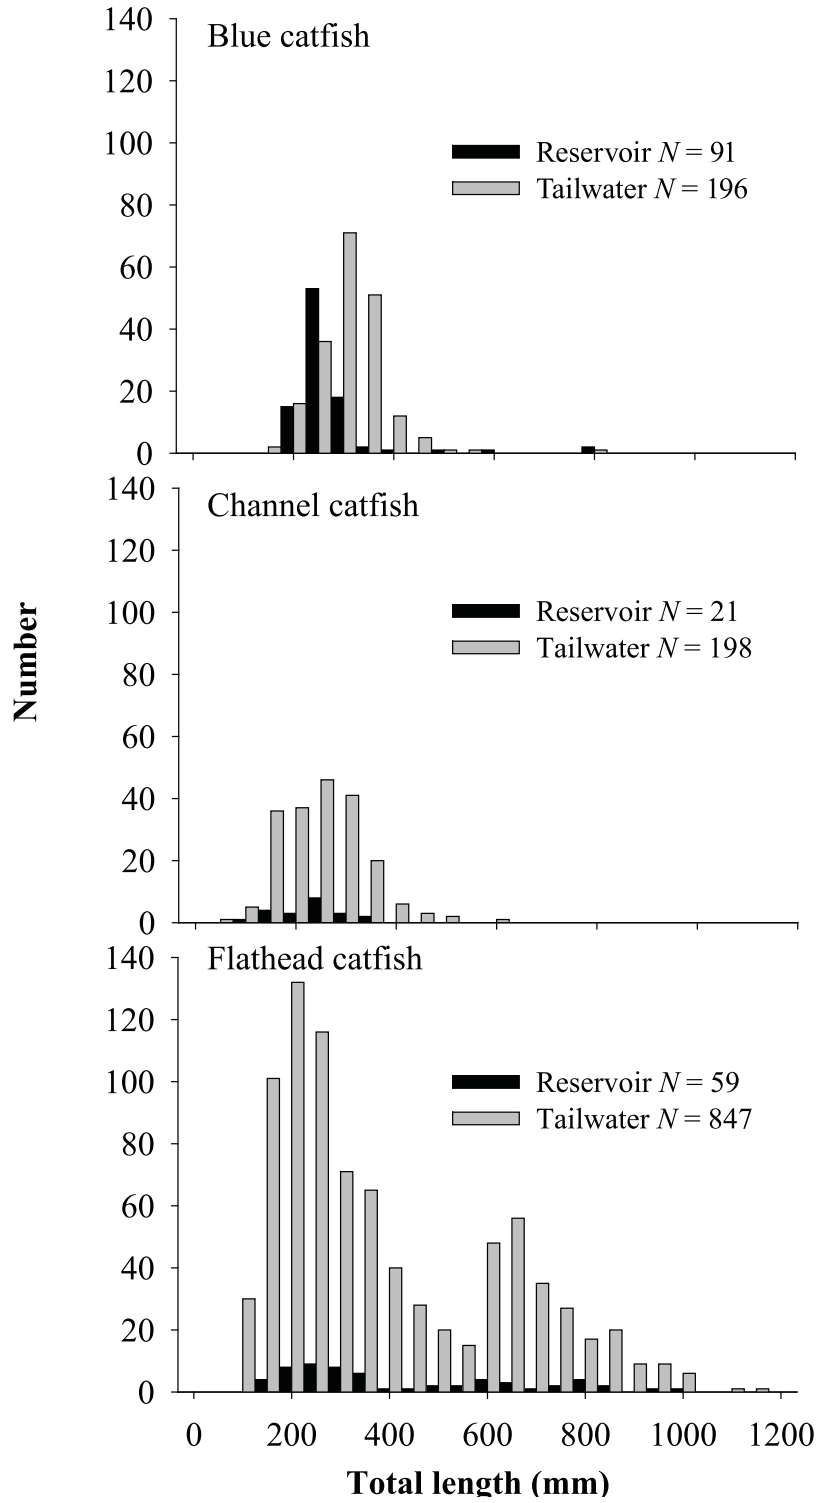 140
Blue catfish
120
100
Reservoir N = 91
80
Tailwater N = 196
60
40
20
0
140
Channel catfish
120
100
Reservoir N = 21
Tailwater N = 198
80
60
40
20
0
Number
140
Flathead catfish
120
100
Reservoir N = 59
Tailwater N = 847
80
60
40
20
0
0 200 400 600 800 1000 1200
Total length (mm)